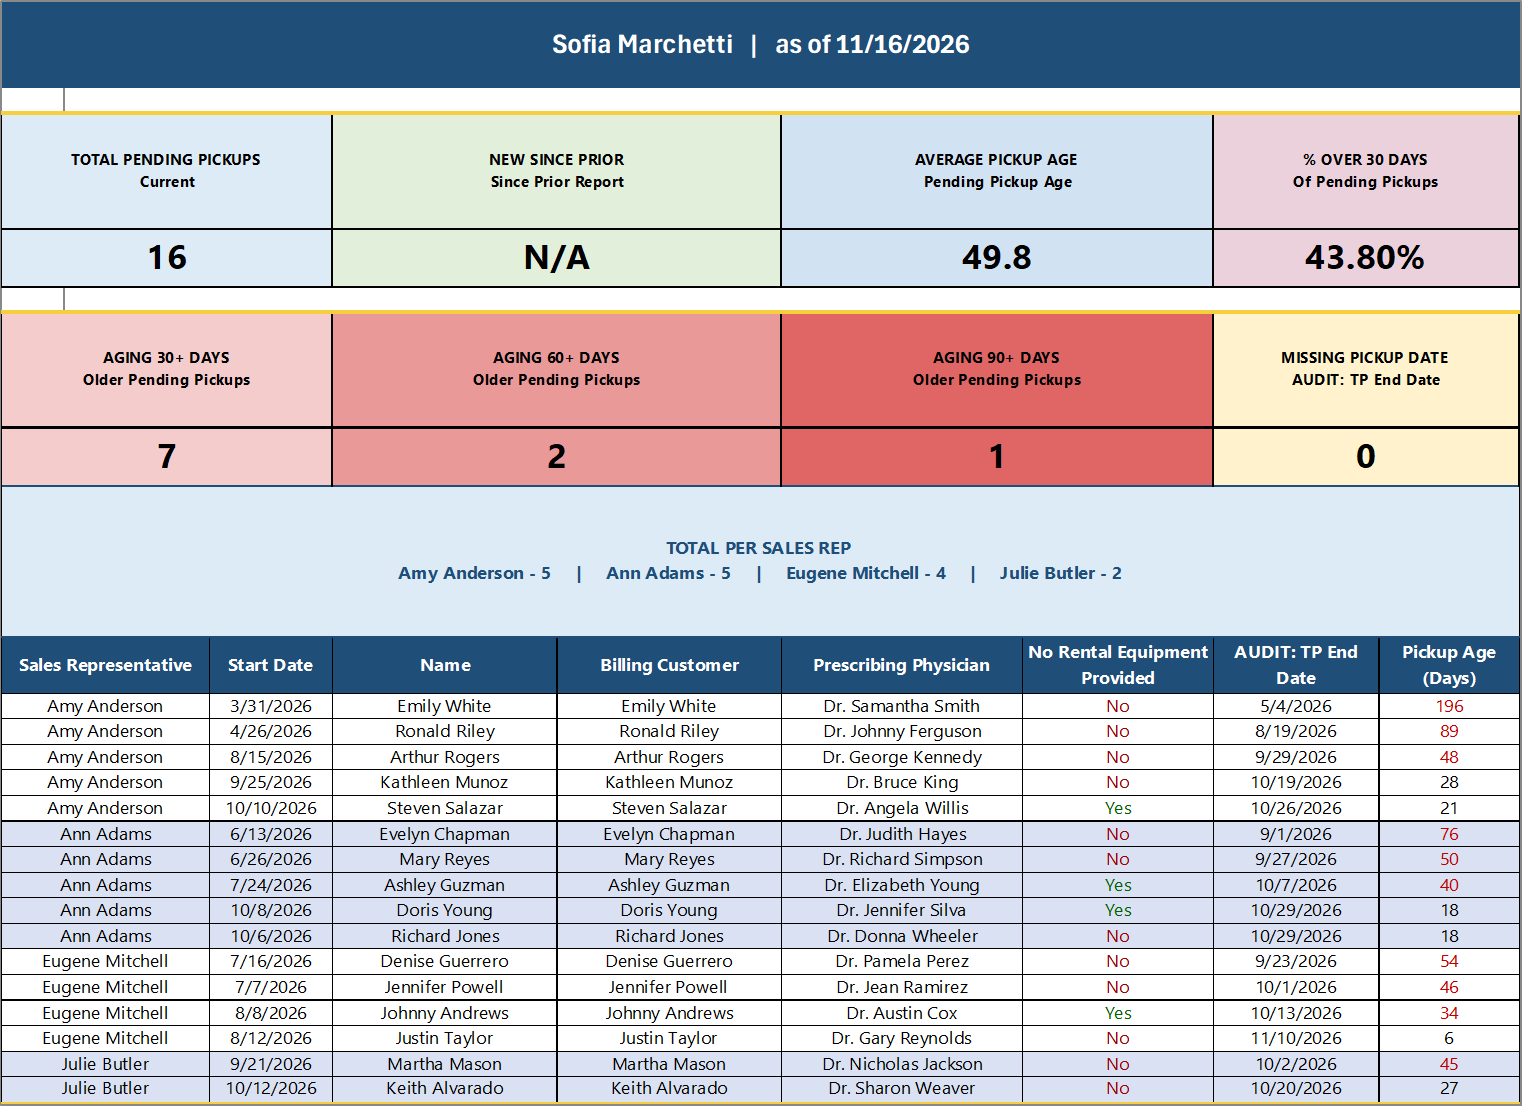 Sofia Marchetti | as of 11/16/2026
TOTAL PENDING PICKUPS
Current
NEW SINCE PRIOR
Since Prior Report
AVERAGE PICKUP AGE
Pending Pickup Age
% OVER 30 DAYS
Of Pending Pickups
16
N/A
49.8
43.80%
AGING 30+ DAYS
Older Pending Pickups
AGING 60+ DAYS
Older Pending Pickups
AGING 90+ DAYS
Older Pending Pickups
MISSING PICKUP DATE
AUDIT: TP End Date
7
2
1
0
TOTAL PER SALES REP
Amy Anderson - 5 | Ann Adams - 5 | Eugene Mitchell - 4 | Julie Butler - 2
Sales Representative
Start Date
Name
Billing Customer
Prescribing Physician
No Rental Equipment
Provided
AUDIT: TP End
Date
Pickup Age
(Days)
Amy Anderson 3/31/2026 Emily White Emily White Dr. Samantha Smith No 5/4/2026 196
Amy Anderson 4/26/2026 Ronald Riley Ronald Riley Dr. Johnny Ferguson No 8/19/2026 89
Amy Anderson 8/15/2026 Arthur Rogers Arthur Rogers Dr. George Kennedy No 9/29/2026 48
Amy Anderson 9/25/2026 Kathleen Munoz Kathleen Munoz Dr. Bruce King No 10/19/2026 28
Amy Anderson 10/10/2026 Steven Salazar Steven Salazar Dr. Angela Willis Yes 10/26/2026 21
Ann Adams 6/13/2026 Evelyn Chapman Evelyn Chapman Dr. Judith Hayes No 9/1/2026 76
Ann Adams 6/26/2026 Mary Reyes Mary Reyes Dr. Richard Simpson No 9/27/2026 50
Ann Adams 7/24/2026 Ashley Guzman Ashley Guzman Dr. Elizabeth Young Yes 10/7/2026 40
Ann Adams 10/8/2026 Doris Young Doris Young Dr. Jennifer Silva Yes 10/29/2026 18
Ann Adams 10/6/2026 Richard Jones Richard Jones Dr. Donna Wheeler No 10/29/2026 18
Eugene Mitchell 7/16/2026 Denise Guerrero Denise Guerrero Dr. Pamela Perez No 9/23/2026 54
Eugene Mitchell 7/7/2026 Jennifer Powell Jennifer Powell Dr. Jean Ramirez No 10/1/2026 46
Eugene Mitchell 8/8/2026 Johnny Andrews Johnny Andrews Dr. Austin Cox Yes 10/13/2026 34
Eugene Mitchell 8/12/2026 Justin Taylor Justin Taylor Dr. Gary Reynolds No 11/10/2026 6
Julie Butler 9/21/2026 Martha Mason Martha Mason Dr. Nicholas Jackson No 10/2/2026 45
Julie Butler 10/12/2026 Keith Alvarado Keith Alvarado Dr. Sharon Weaver No 10/20/2026 27